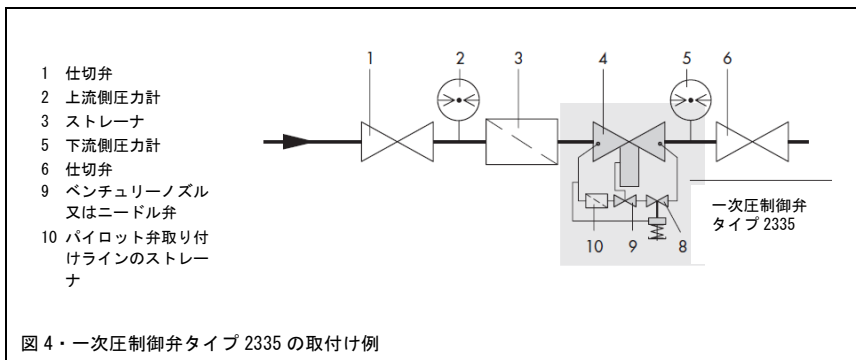 1 仕切弁
2 上流側圧力計
3 ストレーナ
5 下流側圧力計
6 仕切弁
9 ベンチュリーノズル
又はニードル弁
10 パイロット弁取り付
けラインのストレー
ナ
1 2 3 4 5 6
10 9 8
一次圧制御弁
タイプ 2335
図 4・一次圧制御弁タイプ 2335 の取付け例